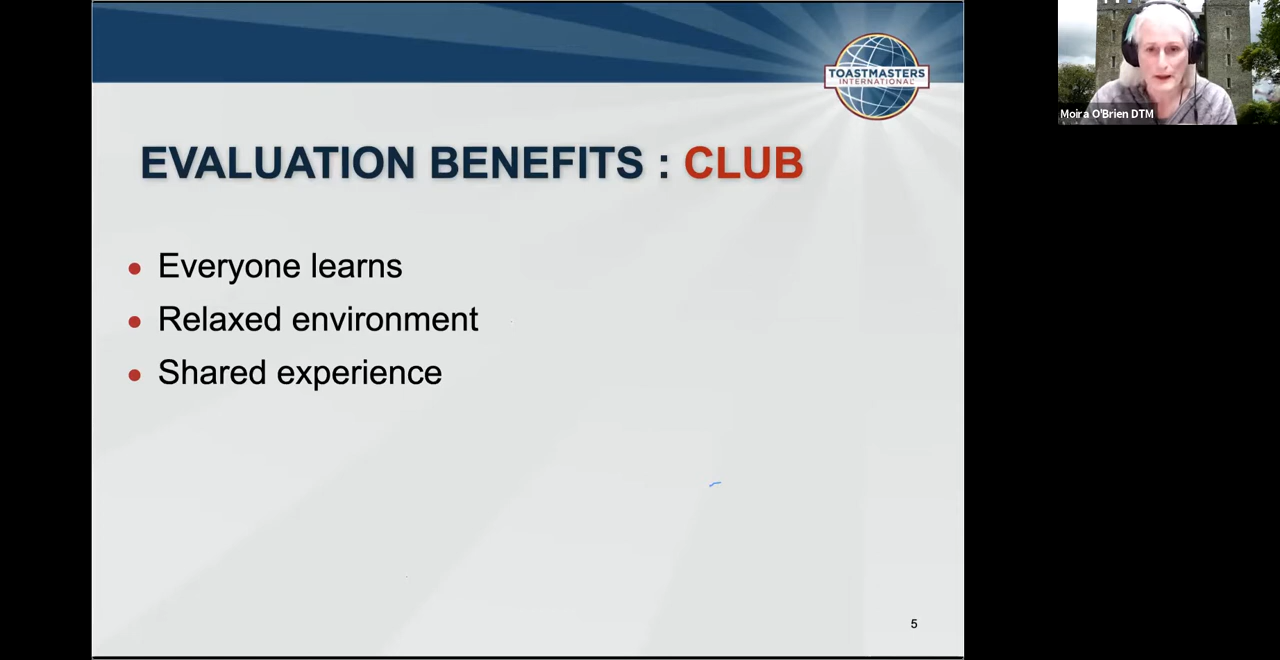 TOASTMASTERS
INTERNATIONAL
Moira O'Brien DTM
EVALUATION BENEFITS : CLUB
Everyone learns
Relaxed environment
Shared experience
5